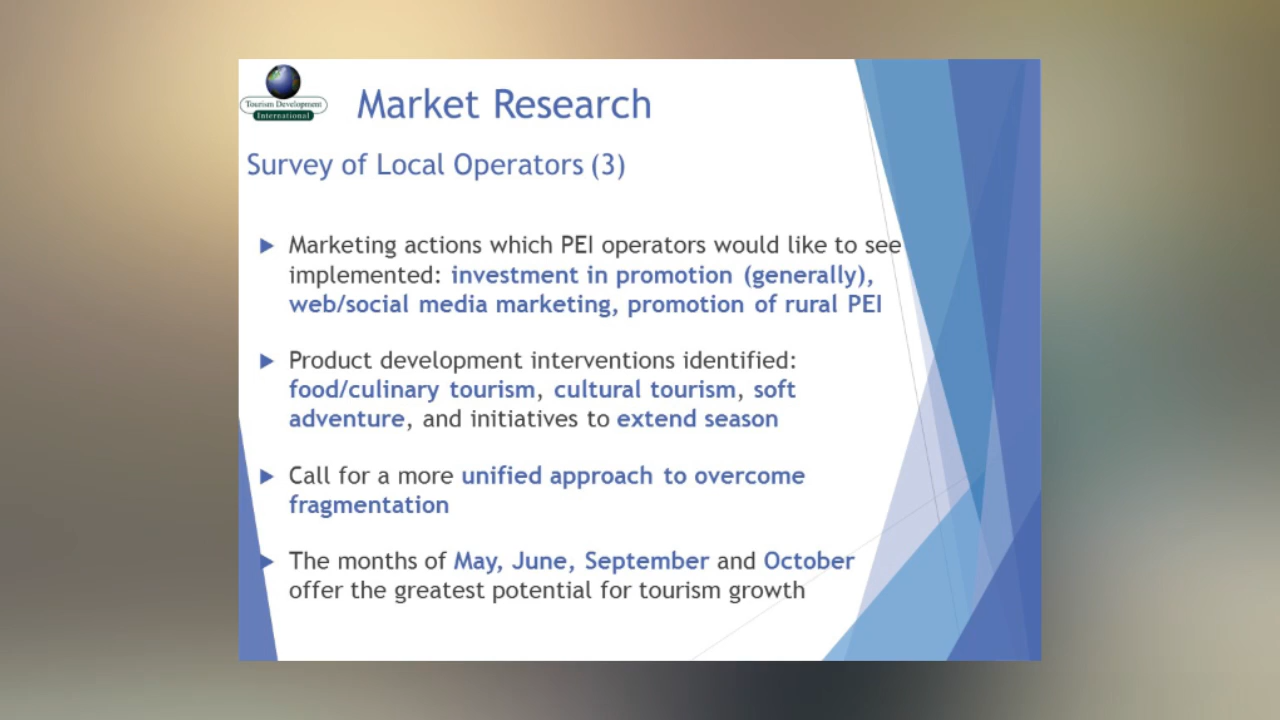 Tourism Development
International
Market Research
Survey of Local Operators (3)
Marketing actions which PEI operators would like to see
implemented: investment in promotion (generally),
web/social media marketing, promotion of rural PEI
Product development interventions identified:
food/culinary tourism, cultural tourism, soft
adventure, and initiatives to extend season
Call for a more unified approach to overcome
fragmentation
The months of May, June, September and October
offer the greatest potential for tourism growth